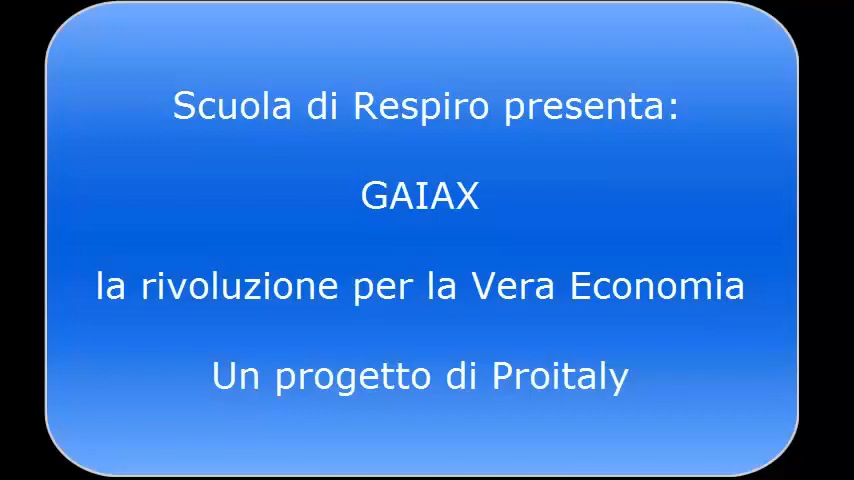 Scuola di Respiro presenta:
GAIAX
la rivoluzione per la Vera Economia
Un progetto di Proitaly